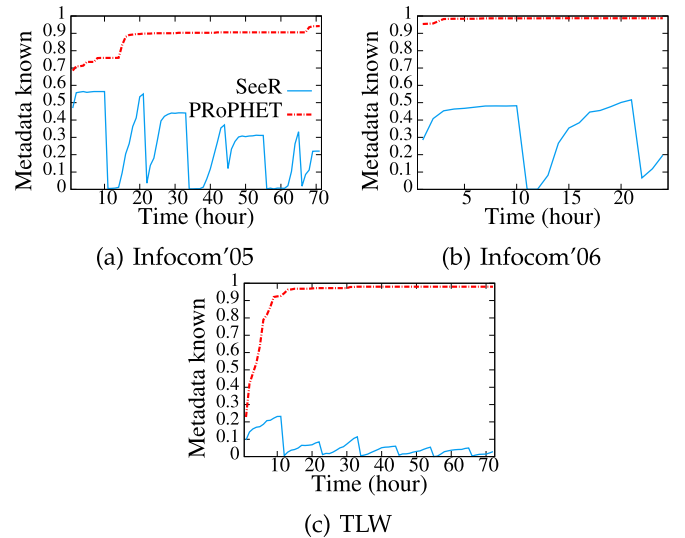 1
0.9
0.8
0.7
0.6
0.5
0.4
0.3
0.2
0.1
0
Metadata known
SeeR
PRoPHET
10 20 30 40 50 60 70
Time (hour)
(a) Infocom'05
1
0.9
0.8
0.7
0.6
0.5
0.4
0.3
0.2
0.1
0
Metadata known
5 10 15 20
Time (hour)
(b) Infocom'06
1
0.9
0.8
0.7
0.6
0.5
0.4
0.3
0.2
0.1
0
Metadata known
10 20 30 40 50 60 70
Time (hour)
(c) TLW